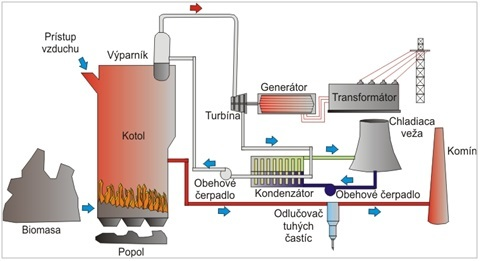 Prístup
vzduchu
Výparník
Kotol
Biomasa
Popol
Turbína
Generátor
Transformátor
Chladiaca
veža
Komín
Obehové
čerpadlo
Kondenzátor
Obehové čerpadlo
Odlučovač
tuhých
častíc